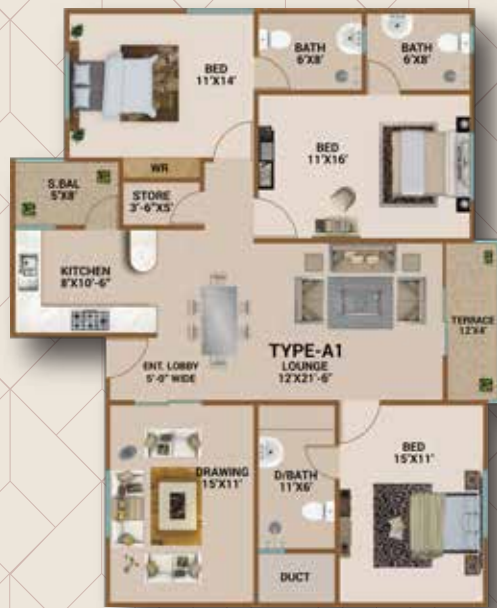 BED
11'X14'
BATH
6'X8'
BATH
6'X8'
BED
11'X16'
WR
S.BAL
5'X8'
STORE
3'-6"X5'
KITCHEN
8'X10'-6"
TERRACE
12'X4'
TYPE-A1
LOUNGE
12'X21'-6"
ENT. LOBBY
5'-0" WIDE
DRAWING
15'X11'
D/BATH
11'X6'
BED
15'X11'
DUCT